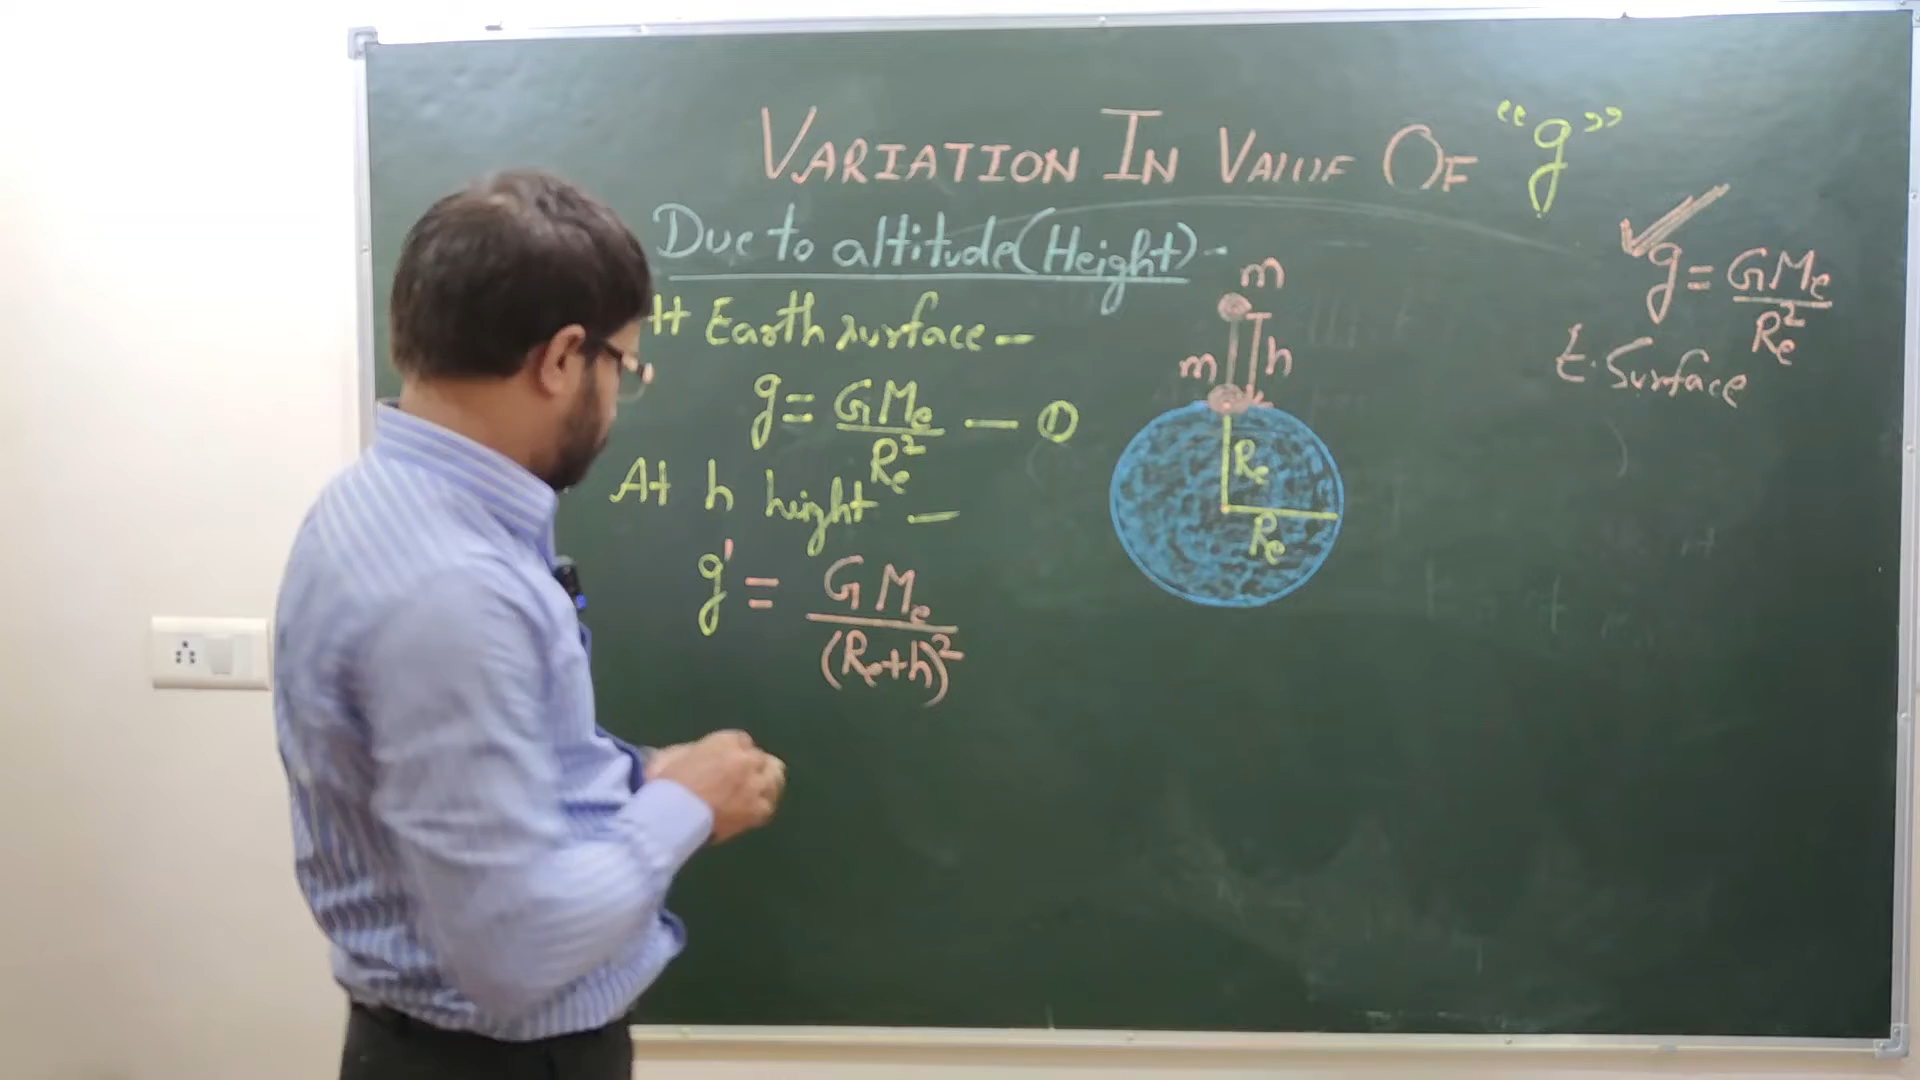 VARIATION IN VALUE OF "g"
Due to altitude (Height) -
At Earth surface -
g = GMe/Re² — ①
At h height -
g' = GMe/(Re+h)²
m
m
h
Re
Re
g = GMe/Re²
E. Surface